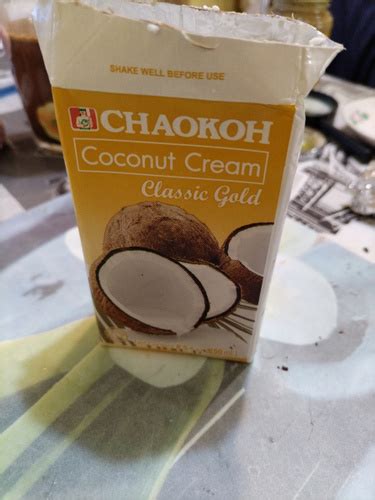 SHAKE WELL BEFORE USE
CHAOKOH
Coconut Cream
Classic Gold